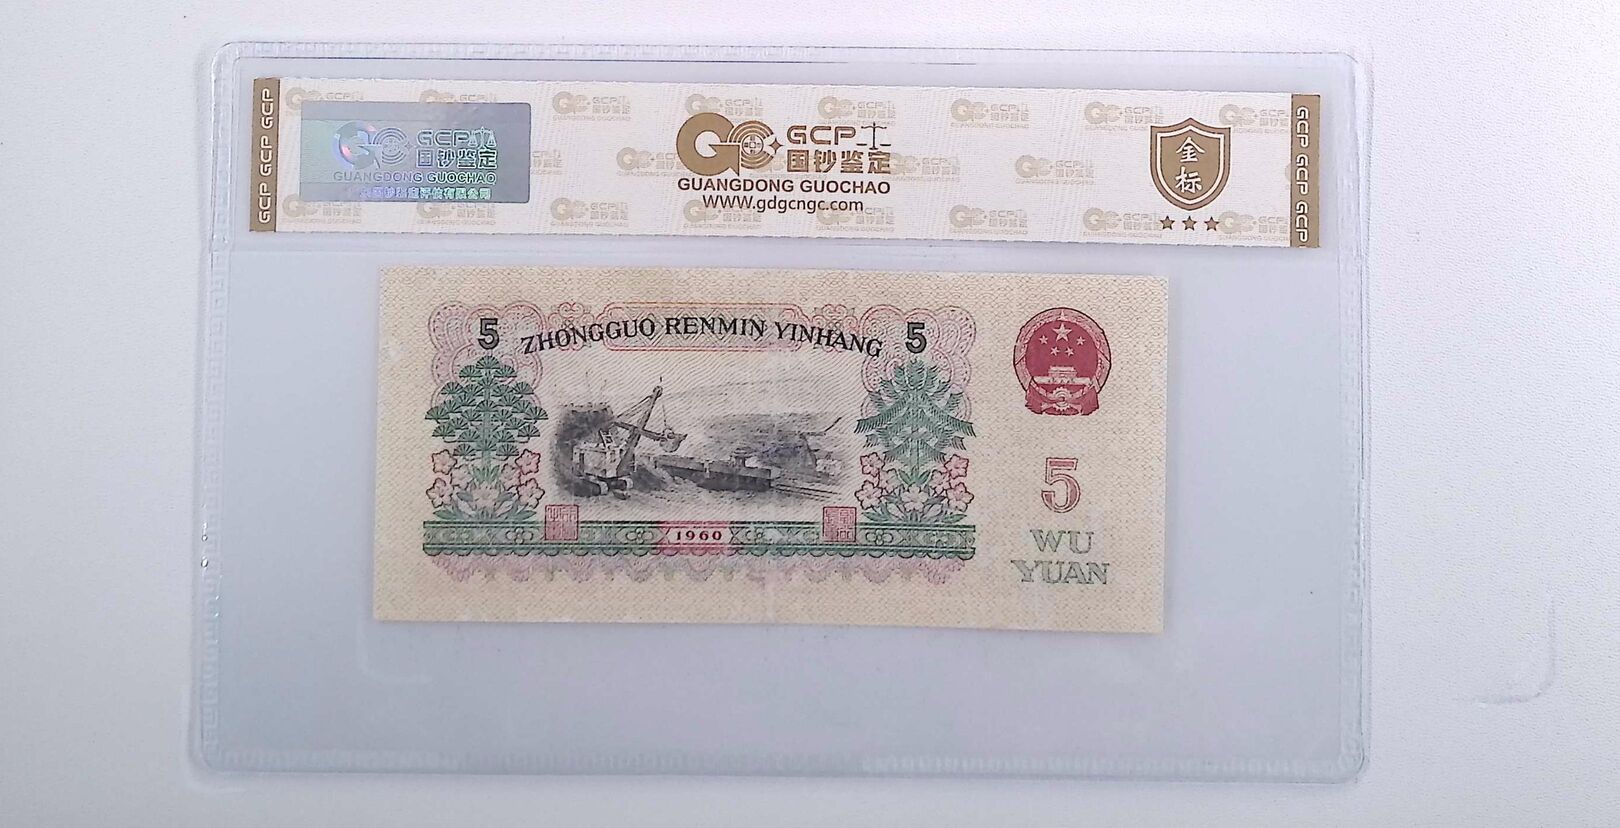 GCP GCP GCP
GCP
国钞鉴定
GUANGDONG GUOCHAO
GCP
国钞鉴定
GUANGDONG GUOCHAO
WWW.gdgcngc.com
金标
GCP GCP GCP
5 ZHONGGUO RENMIN YINHANG 5
1960
5
WU
YUAN